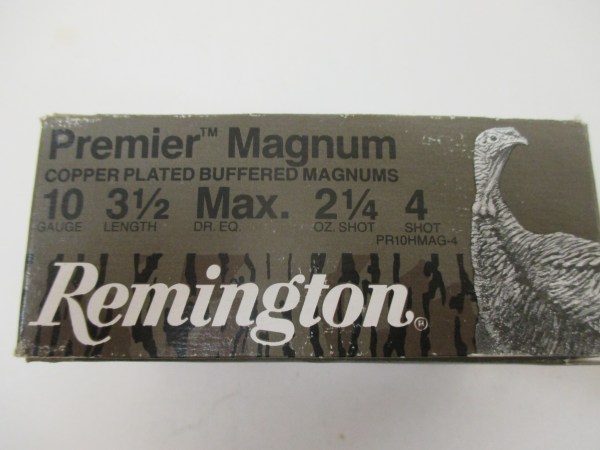 Premier™ Magnum
COPPER PLATED BUFFERED MAGNUMS
10 3½ Max. 2¼ 4
GAUGE LENGTH DR. EQ. OZ. SHOT SHOT
PR10HMAG-4
Remington®